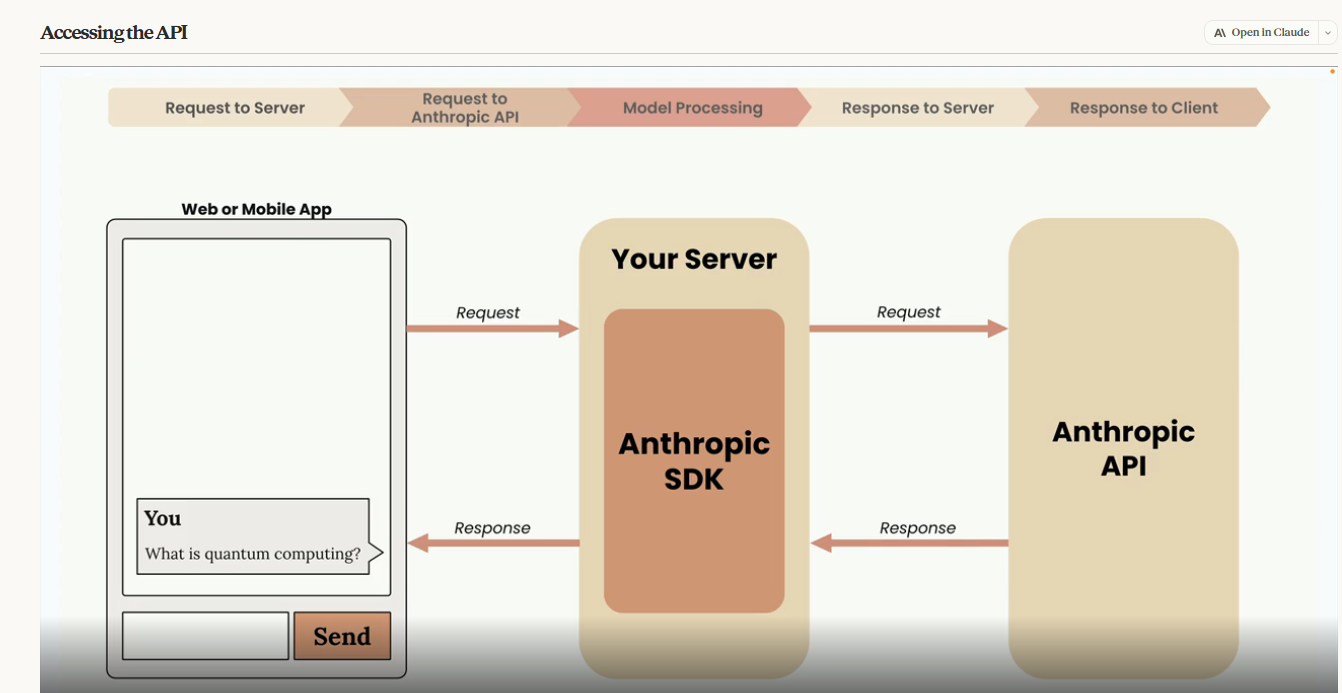 Accessing the API
Open in Claude
Request to Server
Request to
Anthropic API
Model Processing
Response to Server
Response to Client
Web or Mobile App
Your Server
Request
Request
Anthropic
SDK
Anthropic
API
You
What is quantum computing?
Response
Response
Send